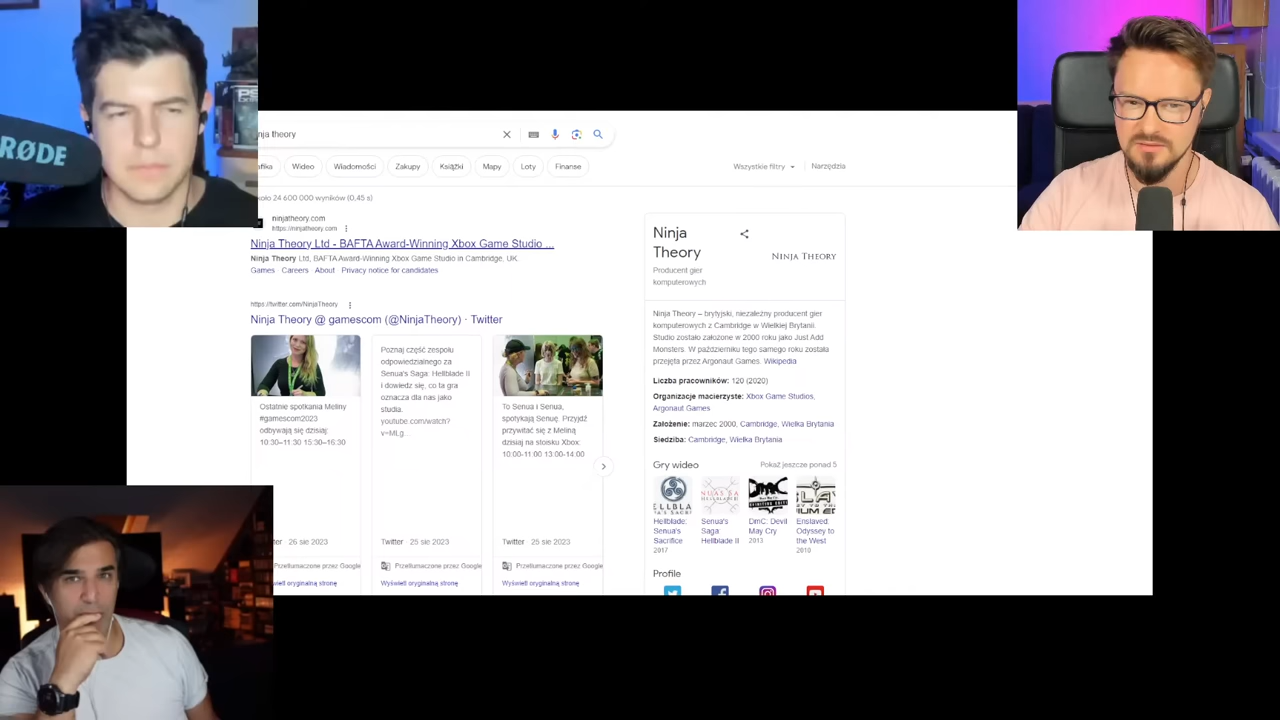 RØDE
ninja theory
Wideo
Wiadomości
Zakupy
Książki
Mapy
Loty
Finanse
Wszystkie filtry
Narzędzia
około 24 600 000 wyników (0,45 s)
ninjatheory.com
https://ninjatheory.com
Ninja Theory Ltd - BAFTA Award-Winning Xbox Game Studio ...
Ninja Theory Ltd, BAFTA Award-Winning Xbox Game Studio in Cambridge, UK.
Games Careers About Privacy notice for candidates
https://twitter.com/NinjaTheory
Ninja Theory @ gamescom (@NinjaTheory) · Twitter
Ostatnie spotkania Meliny
#gamescom2023
odbywają się dzisiaj:
10:30–11:30 15:30–16:30
26 sie 2023
Przetłumaczone przez Google
Poznaj część zespołu
odpowiedzialnego za
Senua's Saga: Hellblade II
i dowiedz się, co ta gra
oznacza dla nas jako
studia.
youtube.com/watch?
v=MLg...
Twitter 25 sie 2023
Przetłumaczone przez Google
Wyświetl oryginalną stronę
To Senua i Senua,
spotykają Senuę. Przyjdź
przywitać się z Meliną
dzisiaj na stoisku Xbox:
10:00-11:00 13:00-14:00
Twitter 25 sie 2023
Przetłumaczone przez Google
Wyświetl oryginalną stronę
Ninja
Theory
Producent gier
komputerowych
NINJA THEORY
Ninja Theory – brytyjski, niezależny producent gier
komputerowych z Cambridge w Wielkiej Brytanii.
Studio zostało założone w 2000 roku jako Just Add
Monsters. W październiku tego samego roku została
przejęta przez Argonaut Games. Wikipedia
Liczba pracowników: 120 (2020)
Organizacje macierzyste: Xbox Game Studios,
Argonaut Games
Założenie: marzec 2000, Cambridge, Wielka Brytania
Siedziba: Cambridge, Wielka Brytania
Gry wideo
Pokaż jeszcze ponad 5
Hellblade:
Senua's
Sacrifice
2017
Senua's
Saga:
Hellblade II
DmC: Devil
May Cry
2013
Enslaved:
Odyssey to
the West
2010
Profile